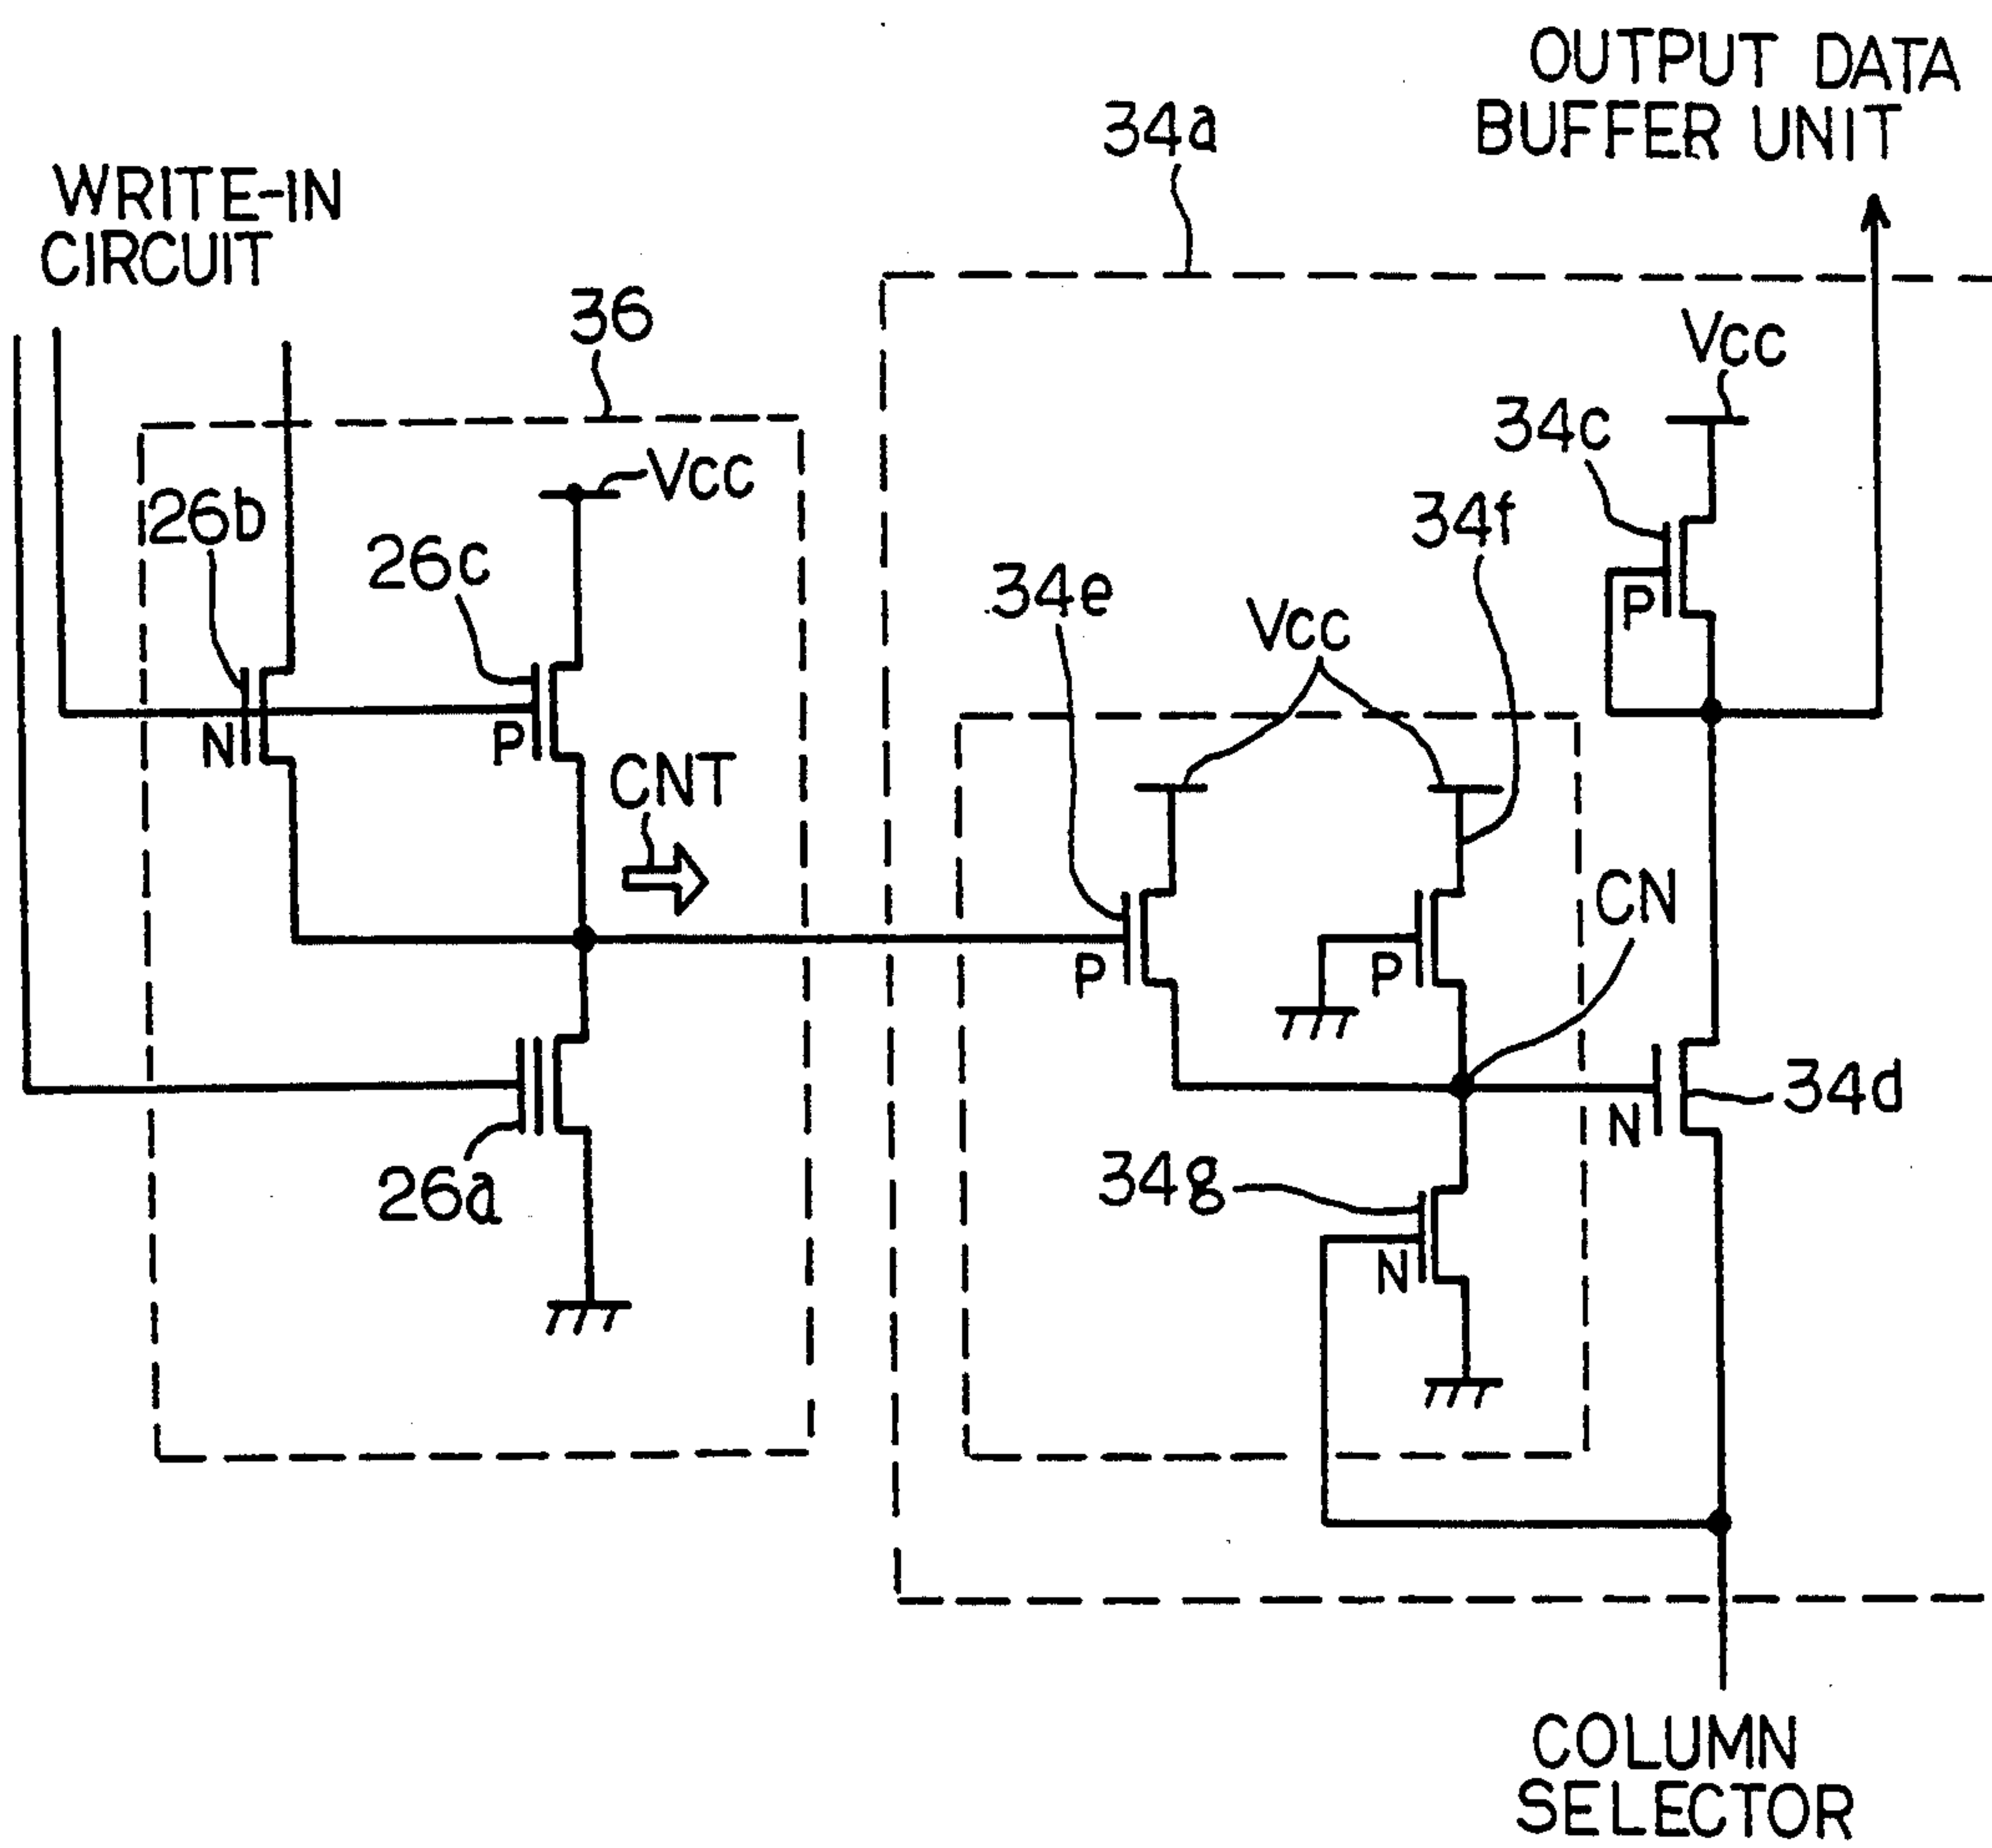 OUTPUT DATA
BUFFER UNIT
34a
WRITE-IN
CIRCUIT
36
Vcc
34c
Vcc
26b
34f
26c
34e
P
Vcc
N
P
CNT
CN
P
P
34d
N
34g
26a
N
COLUMN
SELECTOR